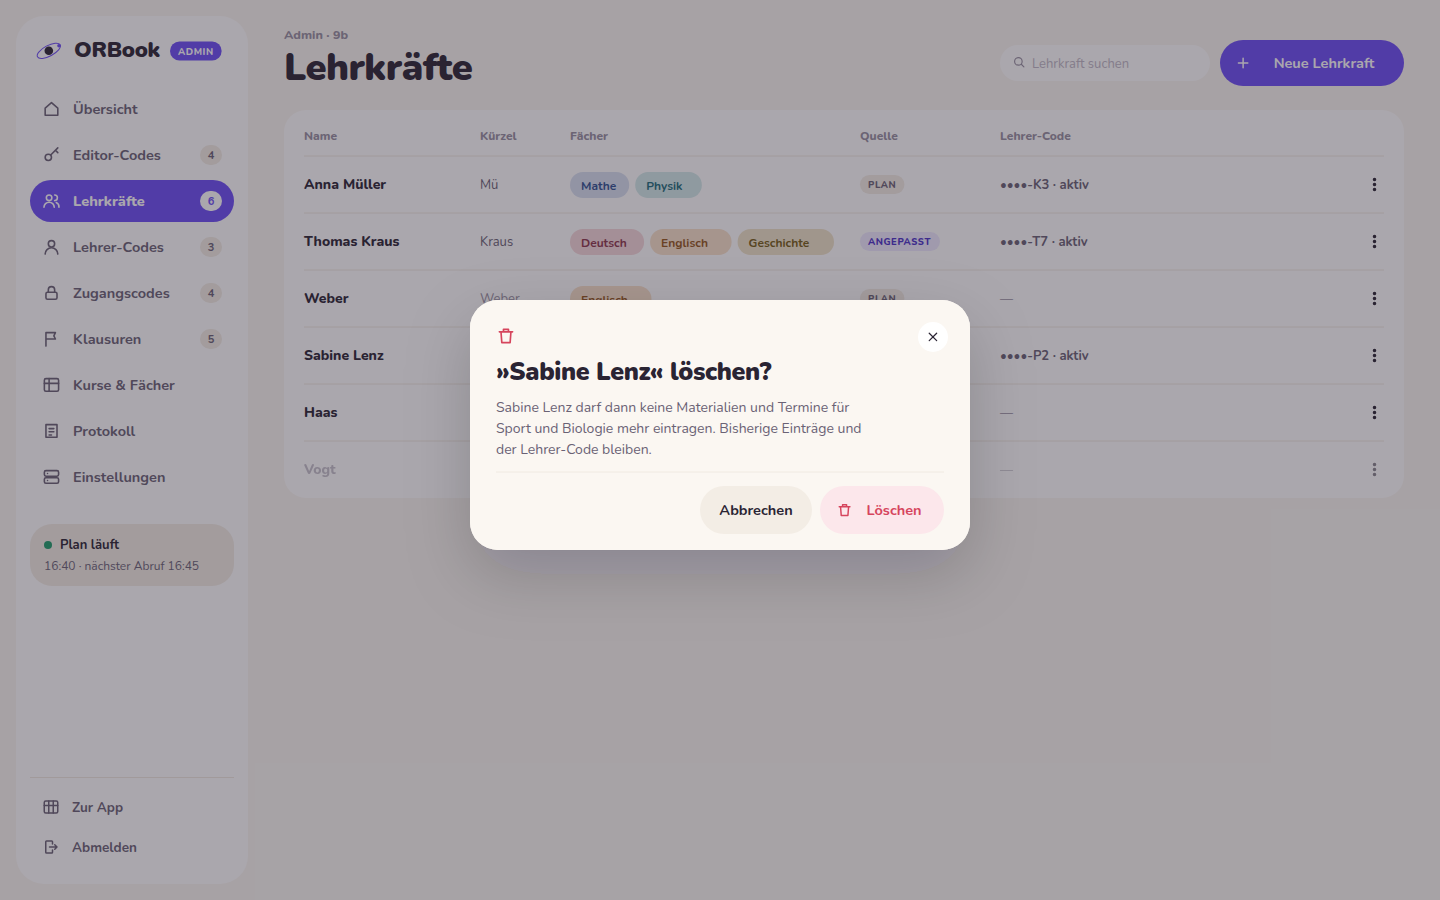 ORBook ADMIN
Übersicht
Editor-Codes 4
Lehrkräfte 6
Lehrer-Codes 3
Zugangscodes 4
Klausuren 5
Kurse & Fächer
Protokoll
Einstellungen
Plan läuft
16:40 · nächster Abruf 16:45
Zur App
Abmelden
Admin · 9b
Lehrkräfte
Lehrkraft suchen
Neue Lehrkraft
Name Kürzel Fächer Quelle Lehrer-Code
Anna Müller Mü Mathe Physik PLAN ••••-K3 · aktiv
Thomas Kraus Kraus Deutsch Englisch Geschichte ANGEPASST ••••-T7 · aktiv
Weber Weber Englisch PLAN —
Sabine Lenz ••••-P2 · aktiv
Haas —
Vogt —
»Sabine Lenz« löschen?
Sabine Lenz darf dann keine Materialien und Termine für
Sport und Biologie mehr eintragen. Bisherige Einträge und
der Lehrer-Code bleiben.
Abbrechen
Löschen